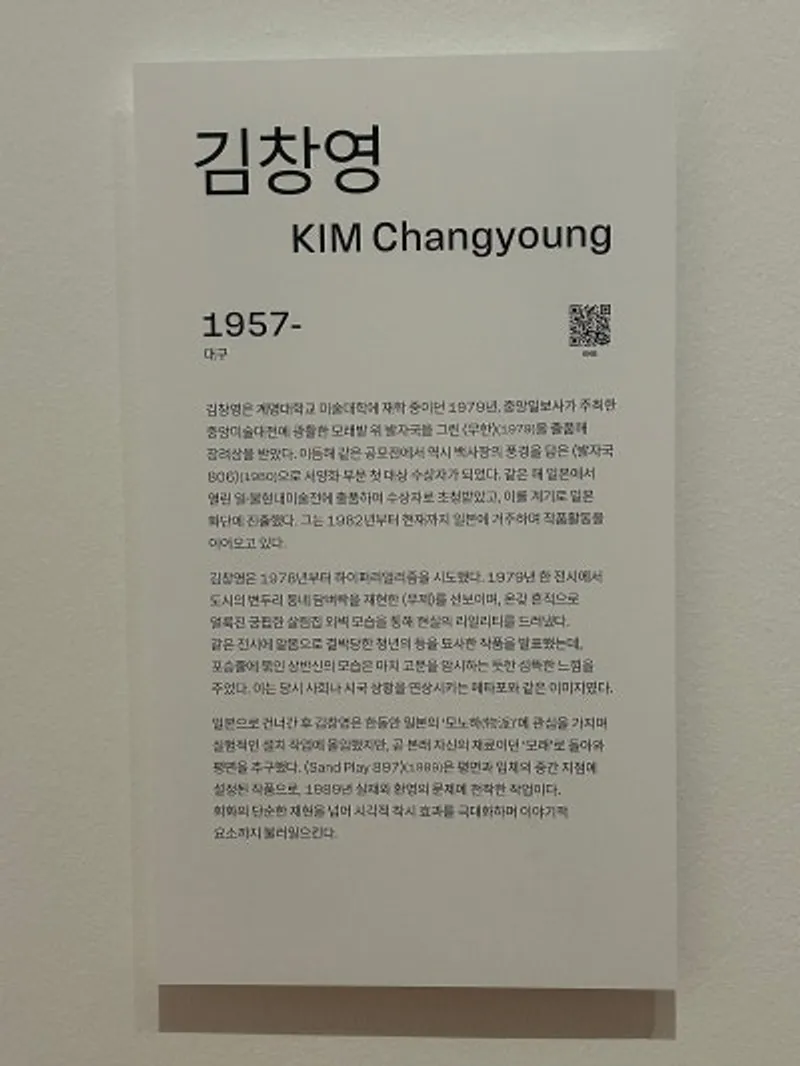 김창영
KIM Changyoung
1957-
대구
김창영은 계명대학교 미술대학에 재학 중이던 1979년, 중앙일보사가 주최한
중앙미술대전에 광활한 모래밭 위 발자국을 그린 〈무한〉(1979)을 출품해
장려상을 받았다. 이듬해 같은 공모전에서 역시 백사장의 풍경을 담은 〈발자국
806〉(1980)으로 서양화 부문 첫 대상 수상자가 되었다. 같은 해 일본에서
열린 일·불현대미술전에 출품하며 수상자로 초청받았고, 이를 계기로 일본
화단에 진출했다. 그는 1982년부터 현재까지 일본에 거주하며 작품활동을
이어오고 있다.
김창영은 1978년부터 하이퍼리얼리즘을 시도했다. 1979년 한 전시에서
도시의 변두리 동네 담벼락을 재현한 〈무제〉를 선보이며, 온갖 흔적으로
얼룩진 궁핍한 살림집 외벽 모습을 통해 현실의 리얼리티를 드러냈다.
같은 전시에 알몸으로 결박당한 청년의 등을 묘사한 작품을 발표했는데,
포승줄에 묶인 상반신의 모습은 마치 고문을 암시하는 듯한 섬뜩한 느낌을
주었다. 이는 당시 사회나 시국 상황을 연상시키는 메타포와 같은 이미지였다.
일본으로 건너간 후 김창영은 한동안 일본의 '모노하(物派)'에 관심을 가지며
실험적인 설치 작업에 몰입했지만, 곧 본래 자신의 재료이던 '모래'로 돌아와
평면을 추구했다. 〈Sand Play 897〉(1989)은 평면과 입체의 중간 지점에
설정된 작품으로, 1989년 실재와 환영의 문제에 천착한 작업이다.
회화의 단순한 재현을 넘어 시각적 착시 효과를 극대화하며 이야기적
요소까지 불러일으킨다.